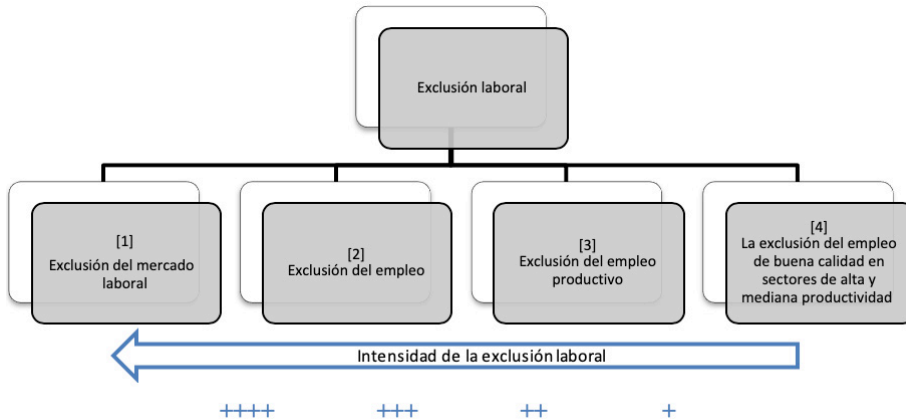 Exclusión laboral
[1]
Exclusión del mercado
laboral
[2]
Exclusión del empleo
[3]
Exclusión del empleo
productivo
[4]
La exclusión del empleo
de buena calidad en
sectores de alta y
mediana productividad
Intensidad de la exclusión laboral
++++ +++ ++ +